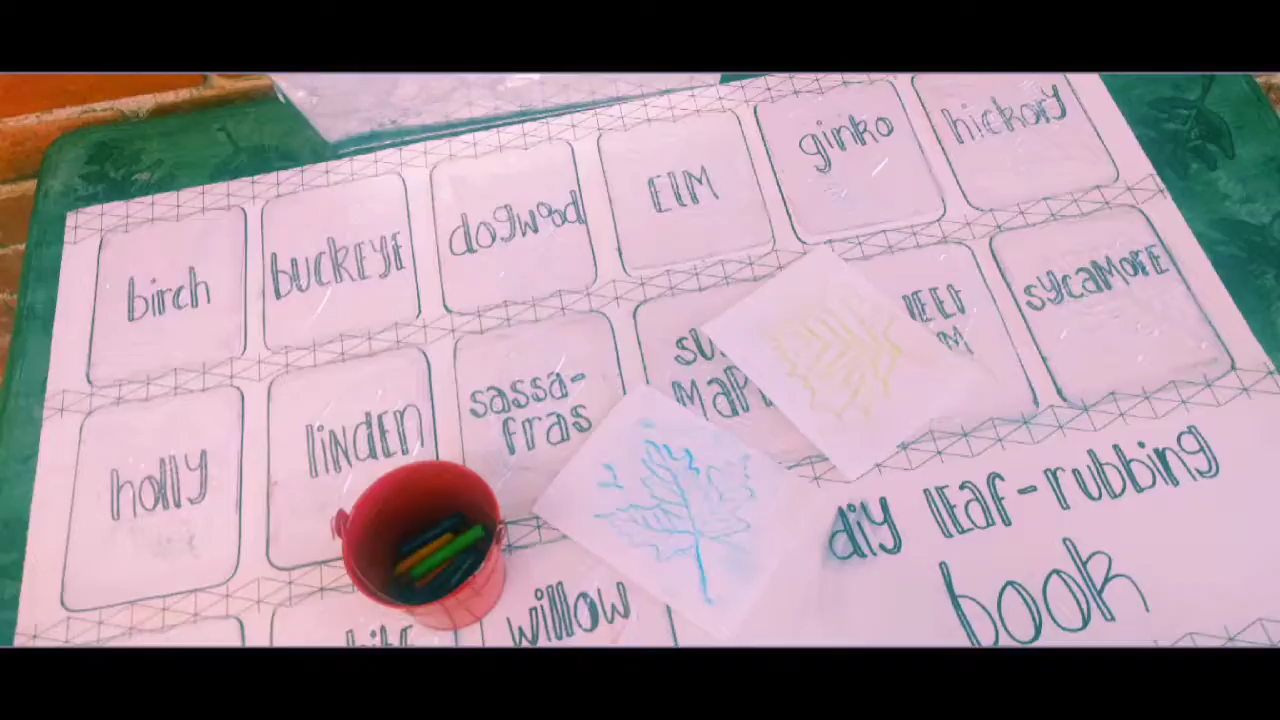 birch
buckeye
dogwood
Elm
ginko
hickory
holly
linden
sassa-
fras
sycamore
willow
diy leaf-rubbing
book